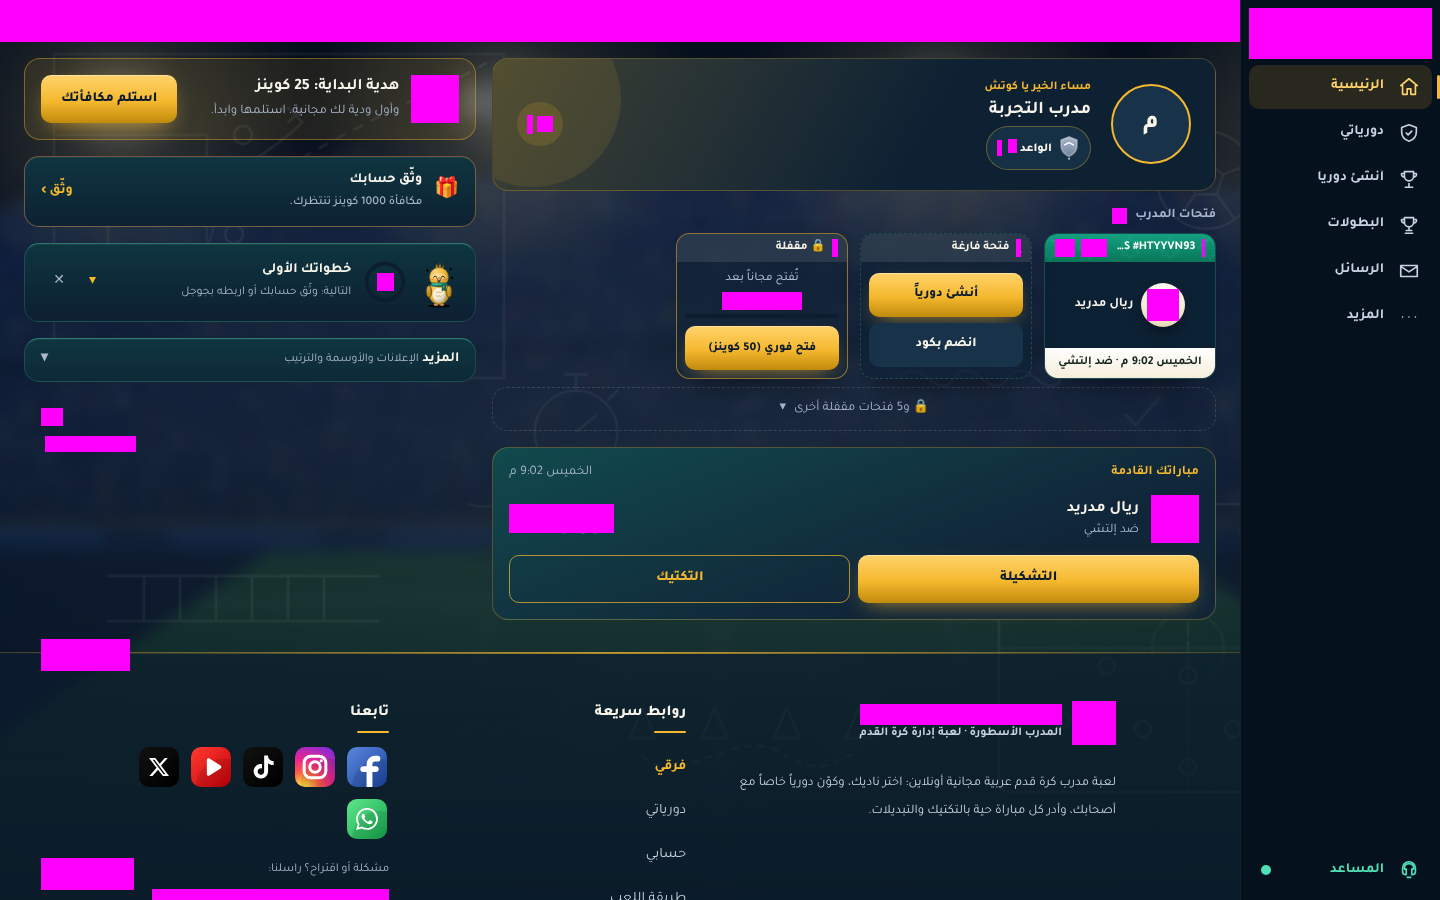 الرئيسية
دورياتي
أنشئ دوريا
البطولات
الرسائل
المزيد
المساعد
مساء الخير يا كوتش
مدرب التجربة
م
الواعد
فتحات المدرب
S #HTYYVN93...
ريال مدريد
الخميس 9:02 م · ضد إلتشي
فتحة فارغة
أنشئ دورياً
انضم بكود
🔒 مقفلة
تُفتح مجاناً بعد
فتح فوري (50 كوينز)
🔒 و5 فتحات مقفلة أخرى ▾
مباراتك القادمة
الخميس 9:02 م
ريال مدريد
ضد إلتشي
التشكيلة
التكتيك
هدية البداية: 25 كوينز
وأول ودية لك مجانية. استلمها وابدأ.
استلم مكافأتك
وثّق حسابك
مكافأة 1000 كوينز تنتظرك.
وثّق ›
خطواتك الأولى
التالية: وثّق حسابك أو اربطه بجوجل
▾
✕
المزيد الإعلانات والأوسمة والترتيب
▾
المدرب الأسطورة · لعبة إدارة كرة القدم
لعبة مدرب كرة قدم عربية مجانية أونلاين: اختر ناديك، وكوّن دورياً خاصاً مع
أصحابك، وأدر كل مباراة حية بالتكتيك والتبديلات.
روابط سريعة
فرقي
دورياتي
حسابي
طريقة اللعب
تابعنا
مشكلة أو اقتراح؟ راسلنا: